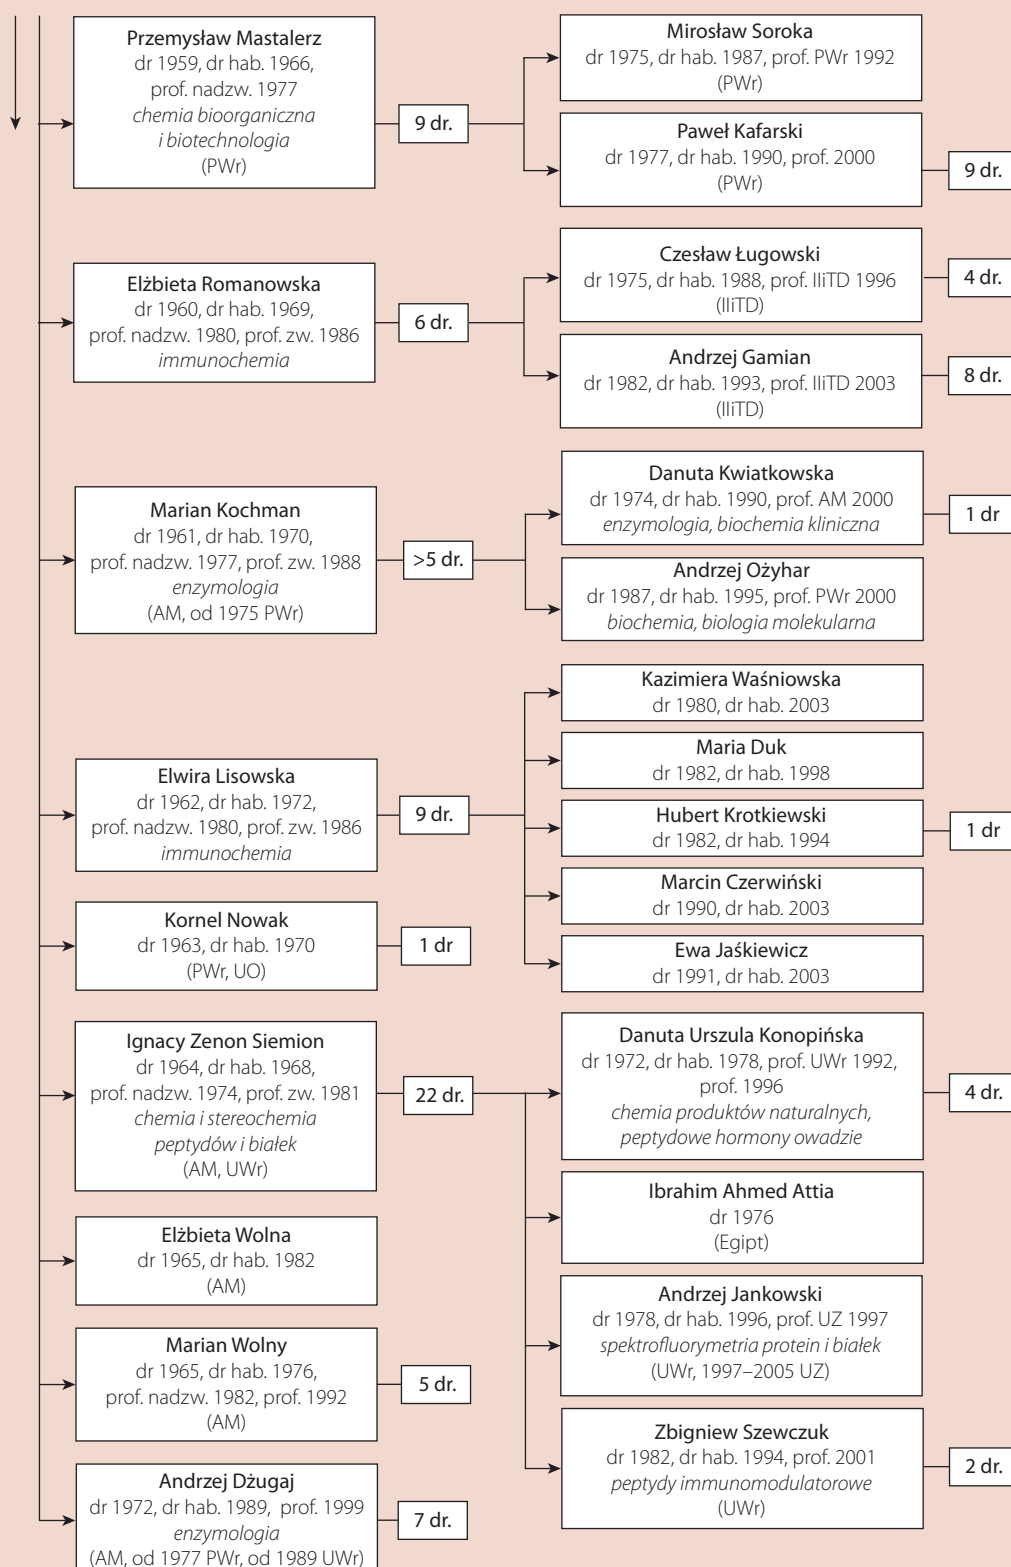 Przemysław Mastalerz
dr 1959, dr hab. 1966,
prof. nadzw. 1977
chemia bioorganiczna
i biotechnologia
(PWr)
9 dr.
Mirosław Soroka
dr 1975, dr hab. 1987, prof. PWr 1992
(PWr)
Paweł Kafarski
dr 1977, dr hab. 1990, prof. 2000
(PWr)
9 dr.
Elżbieta Romanowska
dr 1960, dr hab. 1969,
prof. nadzw. 1980, prof. zw. 1986
immunochemia
6 dr.
Czesław Ługowski
dr 1975, dr hab. 1988, prof. IIiTD 1996
(IIiTD)
4 dr.
Andrzej Gamian
dr 1982, dr hab. 1993, prof. IIiTD 2003
(IIiTD)
8 dr.
Marian Kochman
dr 1961, dr hab. 1970,
prof. nadzw. 1977, prof. zw. 1988
enzymologia
(AM, od 1975 PWr)
>5 dr.
Danuta Kwiatkowska
dr 1974, dr hab. 1990, prof. AM 2000
enzymologia, biochemia kliniczna
1 dr
Andrzej Ożyhar
dr 1987, dr hab. 1995, prof. PWr 2000
biochemia, biologia molekularna
Elwira Lisowska
dr 1962, dr hab. 1972,
prof. nadzw. 1980, prof. zw. 1986
immunochemia
9 dr.
Kazimiera Waśniowska
dr 1980, dr hab. 2003
Maria Duk
dr 1982, dr hab. 1998
Hubert Krotkiewski
dr 1982, dr hab. 1994
1 dr
Marcin Czerwiński
dr 1990, dr hab. 2003
Ewa Jaśkiewicz
dr 1991, dr hab. 2003
Kornel Nowak
dr 1963, dr hab. 1970
(PWr, UO)
1 dr
Ignacy Zenon Siemion
dr 1964, dr hab. 1968,
prof. nadzw. 1974, prof. zw. 1981
chemia i stereochemia
peptydów i białek
(AM, UWr)
22 dr.
Danuta Urszula Konopińska
dr 1972, dr hab. 1978, prof. UWr 1992,
prof. 1996
chemia produktów naturalnych,
peptydowe hormony owadzie
4 dr.
Ibrahim Ahmed Attia
dr 1976
(Egipt)
Andrzej Jankowski
dr 1978, dr hab. 1996, prof. UZ 1997
spektrofluorymetria protein i białek
(UWr, 1997–2005 UZ)
Zbigniew Szewczuk
dr 1982, dr hab. 1994, prof. 2001
peptydy immunomodulatorowe
(UWr)
2 dr.
Elżbieta Wolna
dr 1965, dr hab. 1982
(AM)
Marian Wolny
dr 1965, dr hab. 1976,
prof. nadzw. 1982, prof. 1992
(AM)
5 dr.
Andrzej Dżugaj
dr 1972, dr hab. 1989, prof. 1999
enzymologia
(AM, od 1977 PWr, od 1989 UWr)
7 dr.